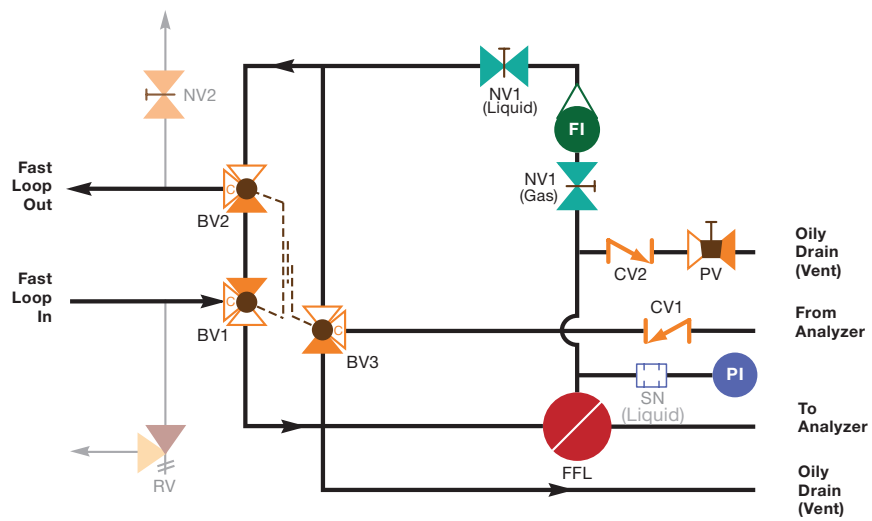 NV2
NV1
(Liquid)
FI
NV1
(Gas)
Fast
Loop
Out
C
BV2
Oily
Drain
(Vent)
CV2
PV
Fast
Loop
In
C
BV1
C
BV3
CV1
From
Analyzer
SN
(Liquid)
PI
To
Analyzer
FFL
RV
Oily
Drain
(Vent)